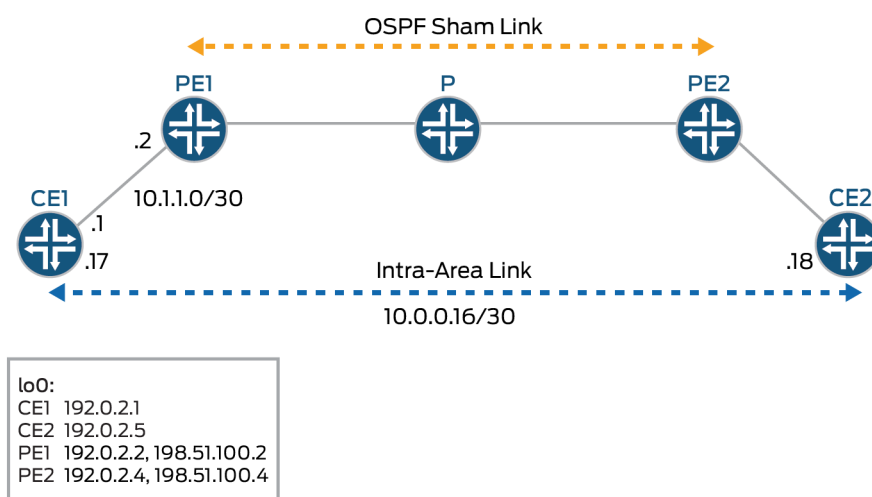 OSPF Sham Link
PE1
P
PE2
.2
CE1
10.1.1.0/30
CE2
.1
.17
Intra-Area Link
.18
10.0.0.16/30
lo0:
CE1 192.0.2.1
CE2 192.0.2.5
PE1 192.0.2.2, 198.51.100.2
PE2 192.0.2.4, 198.51.100.4